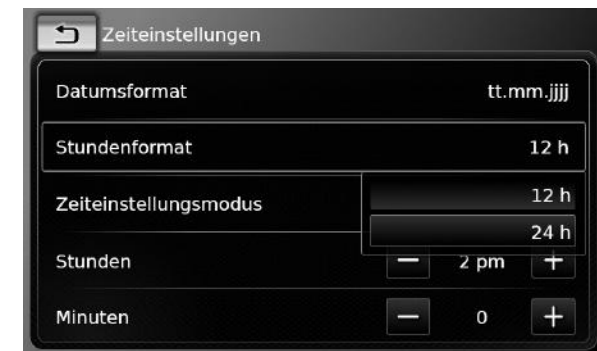 Zeiteinstellungen
Datumsformat tt.mm.jjjj
Stundenformat 12 h
12 h
Zeiteinstellungsmodus
24 h
Stunden − 2 pm +
Minuten − 0 +